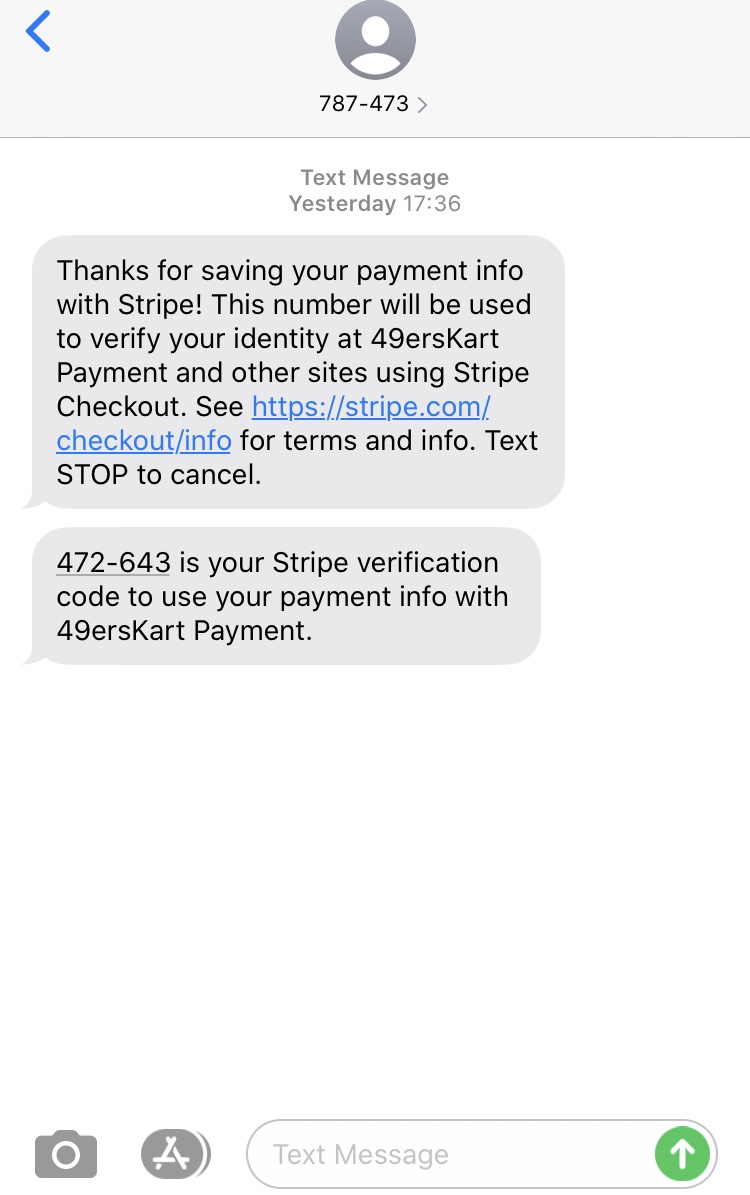 787-473
Text Message
Yesterday 17:36
Thanks for saving your payment info
with Stripe! This number will be used
to verify your identity at 49ersKart
Payment and other sites using Stripe
Checkout. See https://stripe.com/
checkout/info for terms and info. Text
STOP to cancel.
472-643 is your Stripe verification
code to use your payment info with
49ersKart Payment.
Text Message